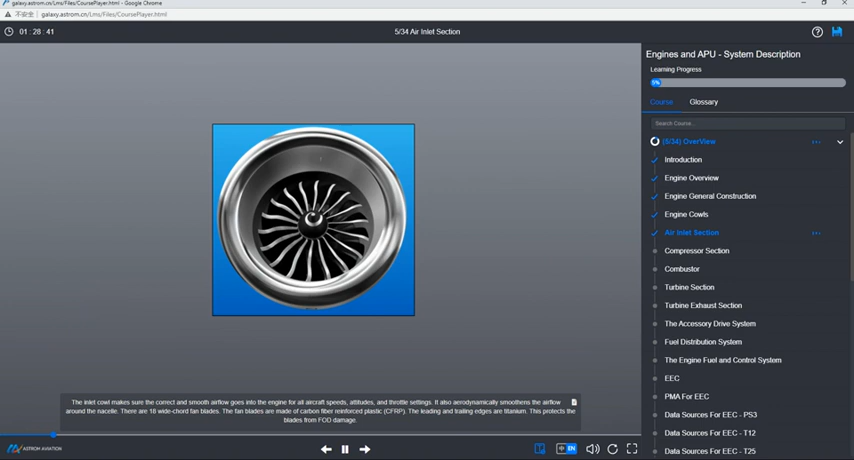 galaxy.astrom.cn/Lms/Files/CoursePlayer.html - Google Chrome
不安全 | galaxy.astrom.cn/Lms/Files/CoursePlayer.html
01 : 28 : 41
5/34 Air Inlet Section
Engines and APU - System Description
Learning Progress
5%
Course Glossary
Search Course...
(5/34) OverView
Introduction
Engine Overview
Engine General Construction
Engine Cowls
Air Inlet Section
Compressor Section
Combustor
Turbine Section
Turbine Exhaust Section
The Accessory Drive System
Fuel Distribution System
The Engine Fuel and Control System
EEC
PMA For EEC
Data Sources For EEC - PS3
Data Sources For EEC - T12
Data Sources For EEC - T25
The inlet cowl makes sure the correct and smooth airflow goes into the engine for all aircraft speeds, attitudes, and throttle settings. It also aerodynamically smoothens the airflow
around the nacelle. There are 18 wide-chord fan blades. The fan blades are made of carbon fiber reinforced plastic (CFRP). The leading and trailing edges are titanium. This protects the
blades from FOD damage.
ASTROM AVIATION
中 EN